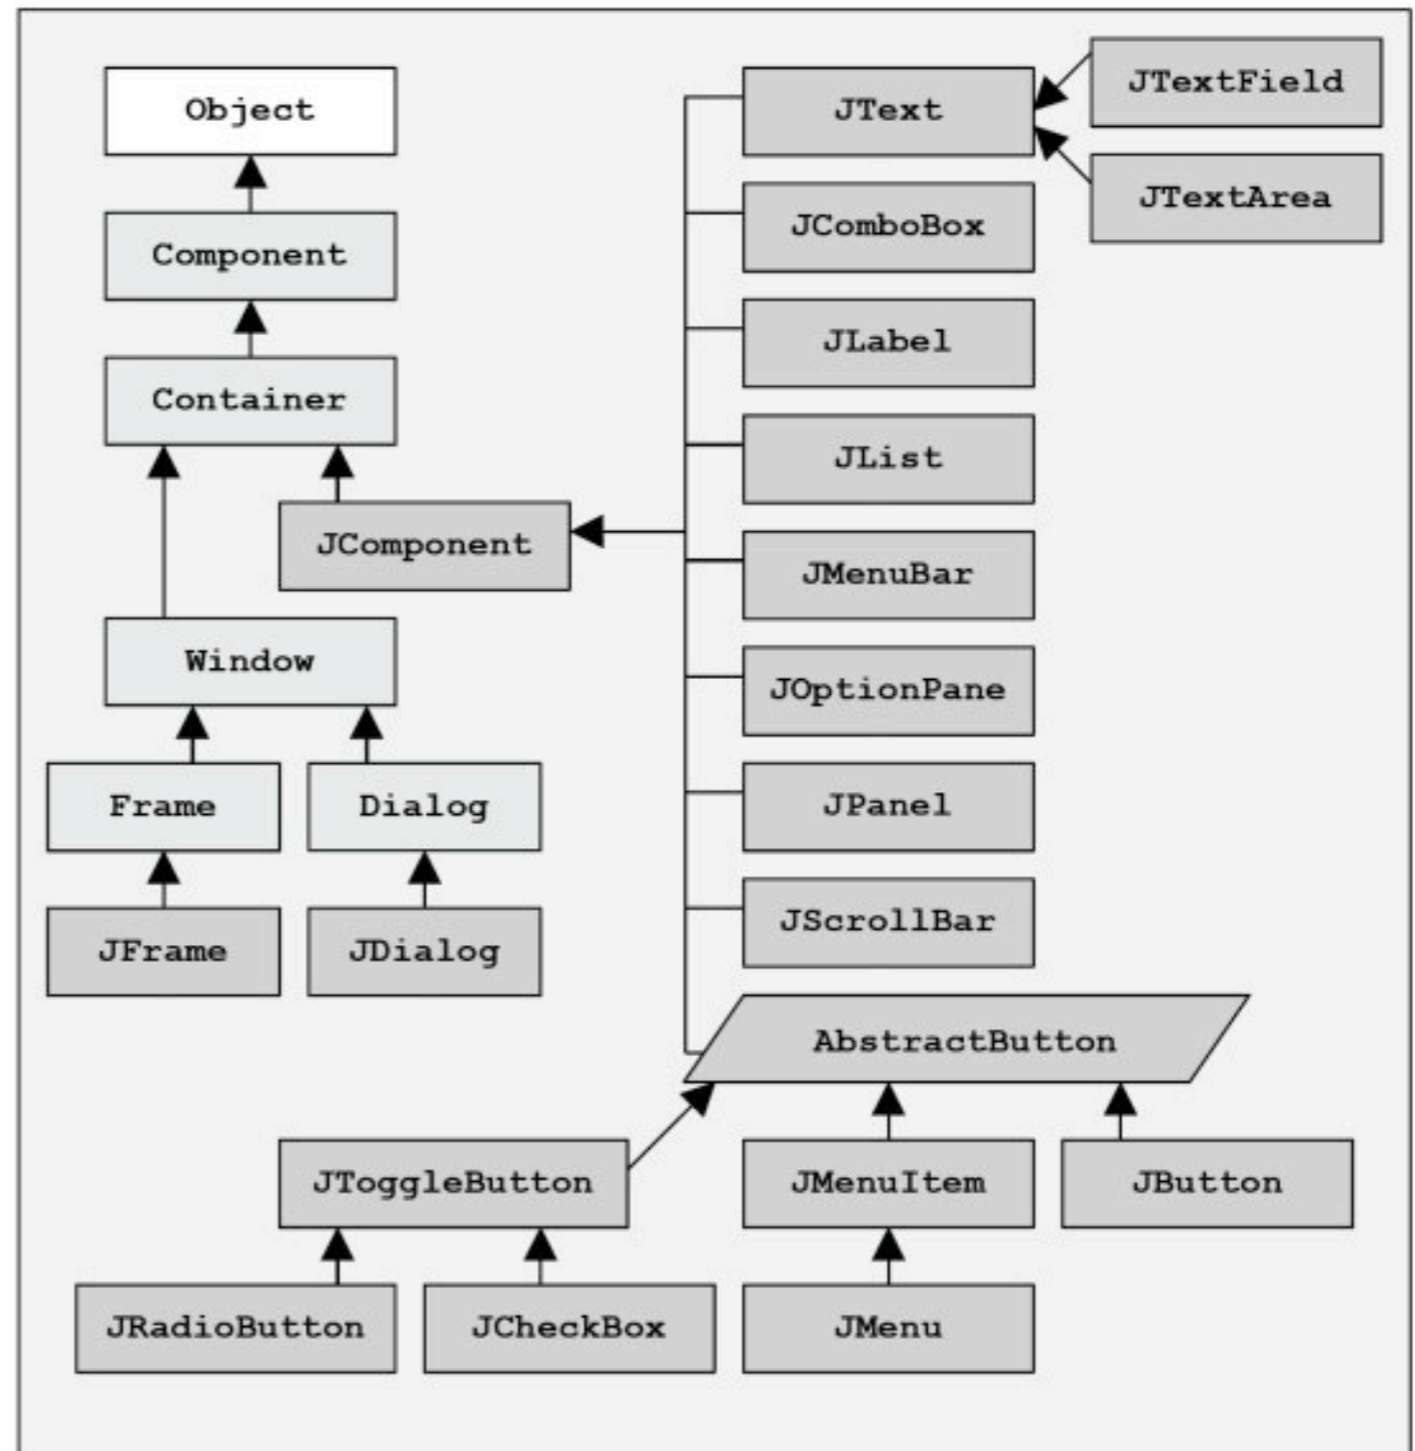 Object
Component
Container
JComponent
Window
Frame
Dialog
JFrame
JDialog
JText
JTextField
JTextArea
JComboBox
JLabel
JList
JMenuBar
JOptionPane
JPanel
JScrollBar
AbstractButton
JToggleButton
JMenuItem
JButton
JRadioButton
JCheckBox
JMenu